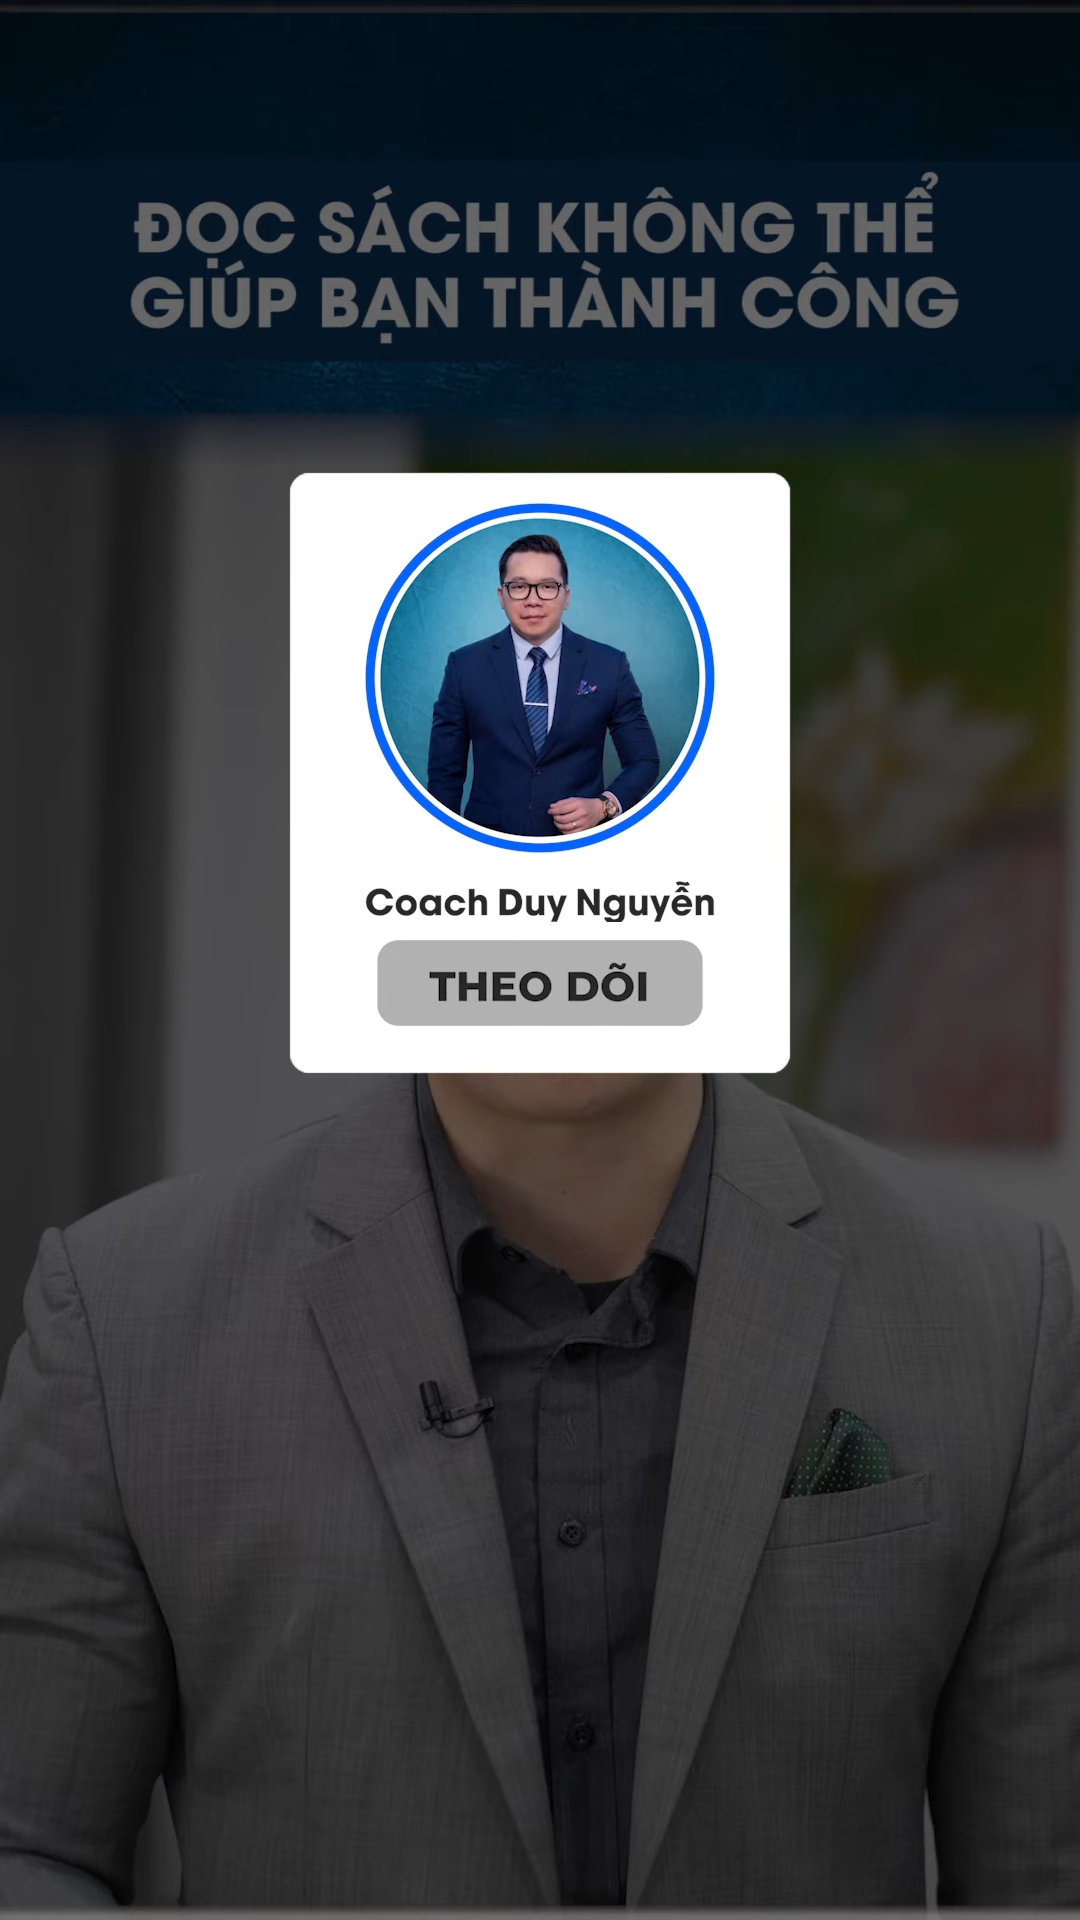 ĐỌC SÁCH KHÔNG THỂ
GIÚP BẠN THÀNH CÔNG
Coach Duy Nguyễn
THEO DÕI